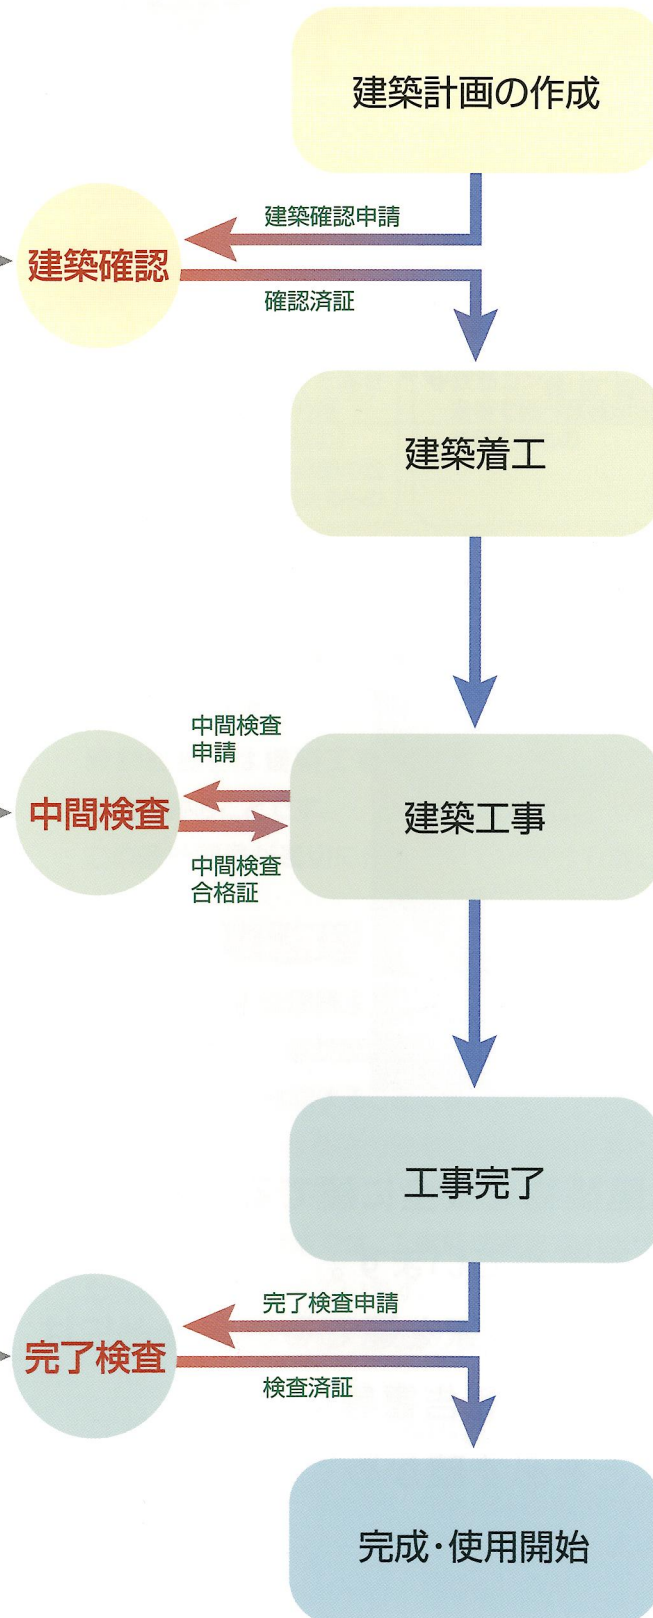 建築計画の作成
建築確認申請
建築確認
確認済証
建築着工
中間検査
申請
中間検査
建築工事
中間検査
合格証
工事完了
完了検査申請
完了検査
検査済証
完成・使用開始